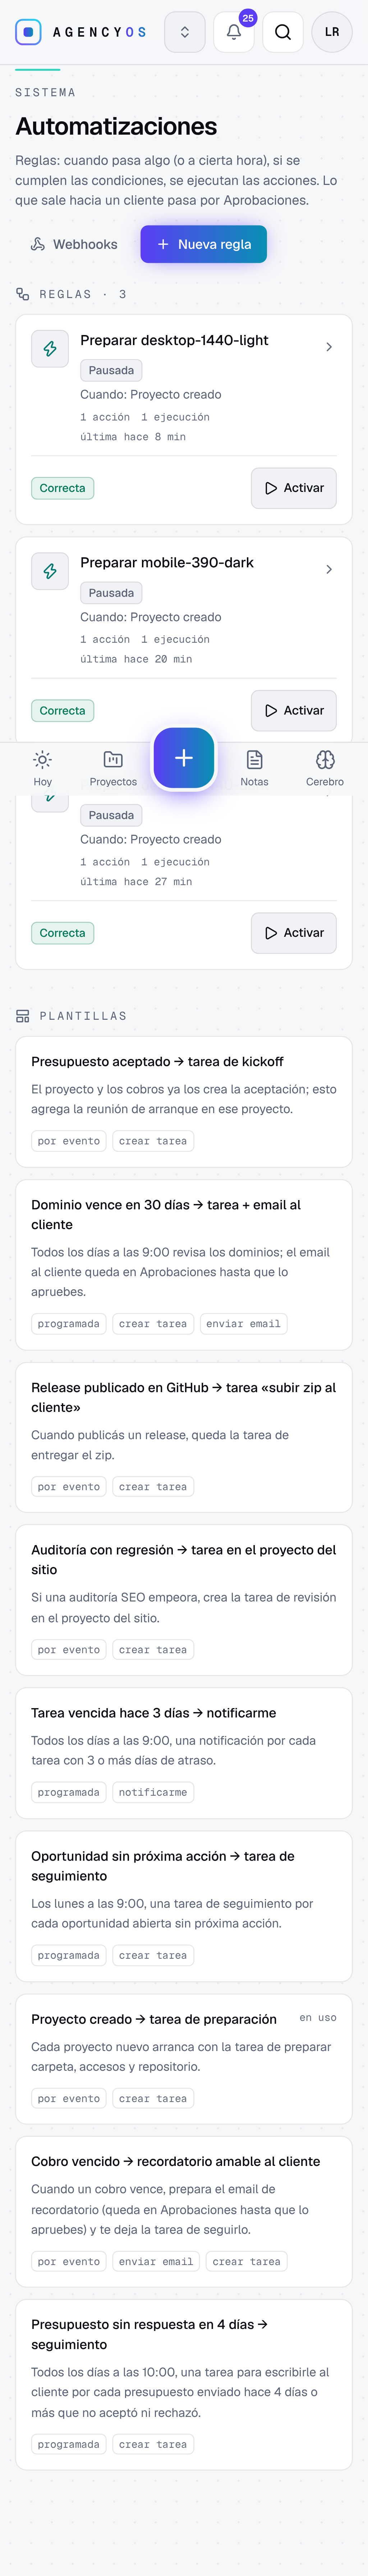 AGENCYOS
25
LR
SISTEMA
Automatizaciones
Reglas: cuando pasa algo (o a cierta hora), si se
cumplen las condiciones, se ejecutan las acciones. Lo
que sale hacia un cliente pasa por Aprobaciones.
Webhooks
Nueva regla
REGLAS · 3
Preparar desktop-1440-light
Pausada
Cuando: Proyecto creado
1 acción 1 ejecución
última hace 8 min
Correcta
Activar
Preparar mobile-390-dark
Pausada
Cuando: Proyecto creado
1 acción 1 ejecución
última hace 20 min
Correcta
Activar
Hoy
Proyectos
Notas
Cerebro
Pausada
Cuando: Proyecto creado
1 acción 1 ejecución
última hace 27 min
Correcta
Activar
PLANTILLAS
Presupuesto aceptado → tarea de kickoff
El proyecto y los cobros ya los crea la aceptación; esto
agrega la reunión de arranque en ese proyecto.
por evento crear tarea
Dominio vence en 30 días → tarea + email al
cliente
Todos los días a las 9:00 revisa los dominios; el email
al cliente queda en Aprobaciones hasta que lo
apruebes.
programada crear tarea enviar email
Release publicado en GitHub → tarea «subir zip al
cliente»
Cuando publicás un release, queda la tarea de
entregar el zip.
por evento crear tarea
Auditoría con regresión → tarea en el proyecto del
sitio
Si una auditoría SEO empeora, crea la tarea de revisión
en el proyecto del sitio.
por evento crear tarea
Tarea vencida hace 3 días → notificarme
Todos los días a las 9:00, una notificación por cada
tarea con 3 o más días de atraso.
programada notificarme
Oportunidad sin próxima acción → tarea de
seguimiento
Los lunes a las 9:00, una tarea de seguimiento por
cada oportunidad abierta sin próxima acción.
programada crear tarea
Proyecto creado → tarea de preparación en uso
Cada proyecto nuevo arranca con la tarea de preparar
carpeta, accesos y repositorio.
por evento crear tarea
Cobro vencido → recordatorio amable al cliente
Cuando un cobro vence, prepara el email de
recordatorio (queda en Aprobaciones hasta que lo
apruebes) y te deja la tarea de seguirlo.
por evento enviar email crear tarea
Presupuesto sin respuesta en 4 días →
seguimiento
Todos los días a las 10:00, una tarea para escribirle al
cliente por cada presupuesto enviado hace 4 días o
más que no aceptó ni rechazó.
programada crear tarea